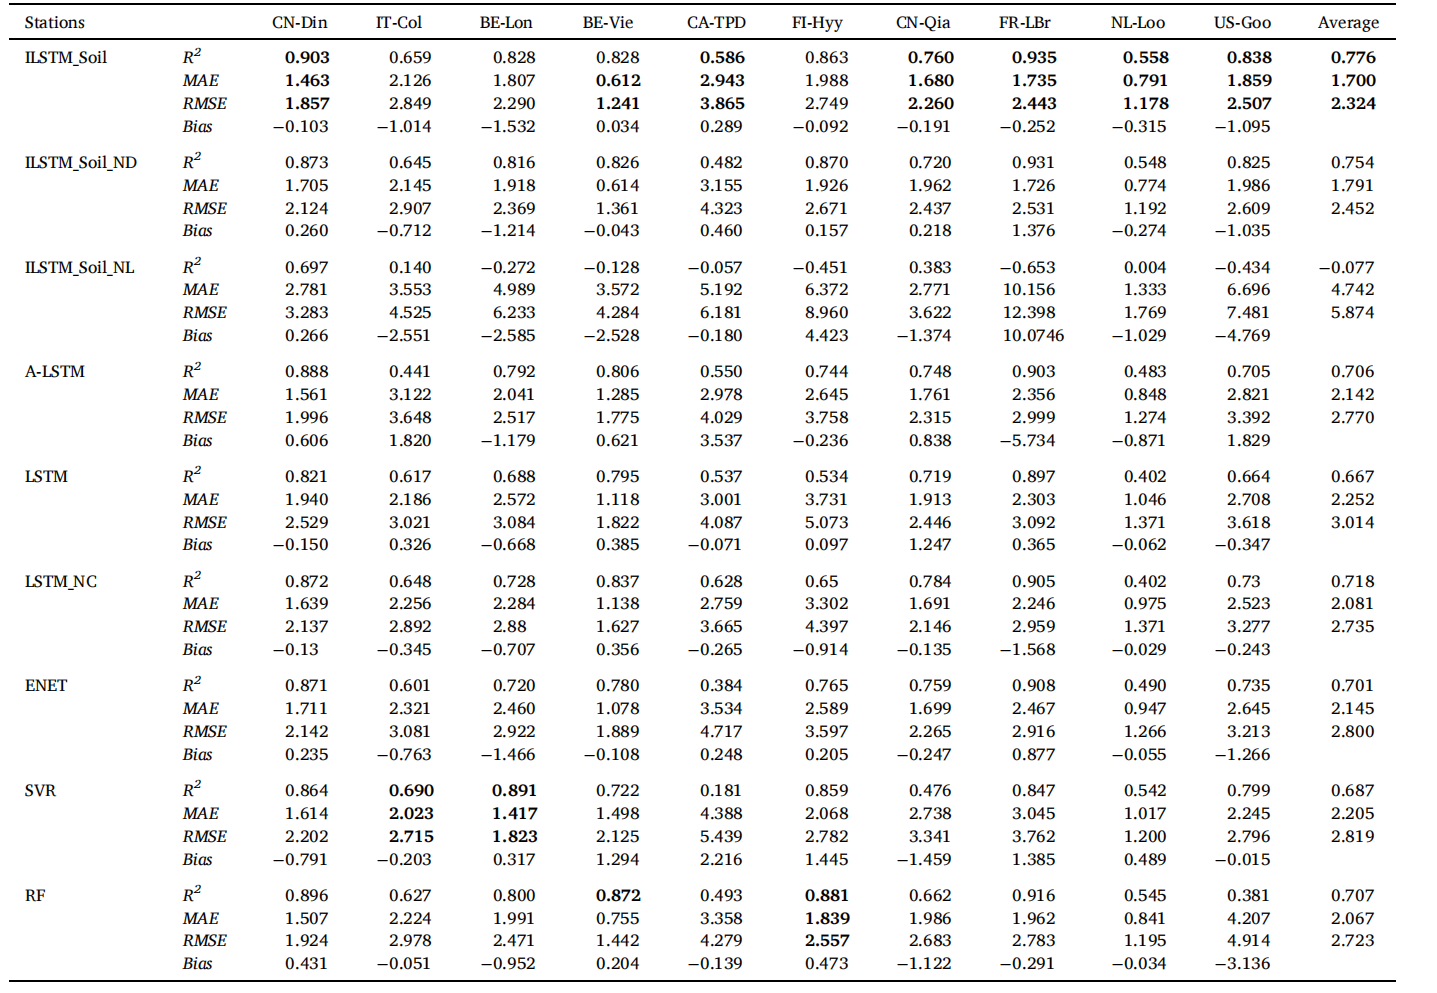 Stations CN-Din IT-Col BE-Lon BE-Vie CA-TPD FI-Hyy CN-Qia FR-LBr NL-Loo US-Goo Average
ILSTM_Soil R² 0.903 0.659 0.828 0.828 0.586 0.863 0.760 0.935 0.558 0.838 0.776
MAE 1.463 2.126 1.807 0.612 2.943 1.988 1.680 1.735 0.791 1.859 1.700
RMSE 1.857 2.849 2.290 1.241 3.865 2.749 2.260 2.443 1.178 2.507 2.324
Bias −0.103 −1.014 −1.532 0.034 0.289 −0.092 −0.191 −0.252 −0.315 −1.095
ILSTM_Soil_ND R² 0.873 0.645 0.816 0.826 0.482 0.870 0.720 0.931 0.548 0.825 0.754
MAE 1.705 2.145 1.918 0.614 3.155 1.926 1.962 1.726 0.774 1.986 1.791
RMSE 2.124 2.907 2.369 1.361 4.323 2.671 2.437 2.531 1.192 2.609 2.452
Bias 0.260 −0.712 −1.214 −0.043 0.460 0.157 0.218 1.376 −0.274 −1.035
ILSTM_Soil_NL R² 0.697 0.140 −0.272 −0.128 −0.057 −0.451 0.383 −0.653 0.004 −0.434 −0.077
MAE 2.781 3.553 4.989 3.572 5.192 6.372 2.771 10.156 1.333 6.696 4.742
RMSE 3.283 4.525 6.233 4.284 6.181 8.960 3.622 12.398 1.769 7.481 5.874
Bias 0.266 −2.551 −2.585 −2.528 −0.180 4.423 −1.374 10.0746 −1.029 −4.769
A-LSTM R² 0.888 0.441 0.792 0.806 0.550 0.744 0.748 0.903 0.483 0.705 0.706
MAE 1.561 3.122 2.041 1.285 2.978 2.645 1.761 2.356 0.848 2.821 2.142
RMSE 1.996 3.648 2.517 1.775 4.029 3.758 2.315 2.999 1.274 3.392 2.770
Bias 0.606 1.820 −1.179 0.621 3.537 −0.236 0.838 −5.734 −0.871 1.829
LSTM R² 0.821 0.617 0.688 0.795 0.537 0.534 0.719 0.897 0.402 0.664 0.667
MAE 1.940 2.186 2.572 1.118 3.001 3.731 1.913 2.303 1.046 2.708 2.252
RMSE 2.529 3.021 3.084 1.822 4.087 5.073 2.446 3.092 1.371 3.618 3.014
Bias −0.150 0.326 −0.668 0.385 −0.071 0.097 1.247 0.365 −0.062 −0.347
LSTM_NC R² 0.872 0.648 0.728 0.837 0.628 0.65 0.784 0.905 0.402 0.73 0.718
MAE 1.639 2.256 2.284 1.138 2.759 3.302 1.691 2.246 0.975 2.523 2.081
RMSE 2.137 2.892 2.88 1.627 3.665 4.397 2.146 2.959 1.371 3.277 2.735
Bias −0.13 −0.345 −0.707 0.356 −0.265 −0.914 −0.135 −1.568 −0.029 −0.243
ENET R² 0.871 0.601 0.720 0.780 0.384 0.765 0.759 0.908 0.490 0.735 0.701
MAE 1.711 2.321 2.460 1.078 3.534 2.589 1.699 2.467 0.947 2.645 2.145
RMSE 2.142 3.081 2.922 1.889 4.717 3.597 2.265 2.916 1.266 3.213 2.800
Bias 0.235 −0.763 −1.466 −0.108 0.248 0.205 −0.247 0.877 −0.055 −1.266
SVR R² 0.864 0.690 0.891 0.722 0.181 0.859 0.476 0.847 0.542 0.799 0.687
MAE 1.614 2.023 1.417 1.498 4.388 2.068 2.738 3.045 1.017 2.245 2.205
RMSE 2.202 2.715 1.823 2.125 5.439 2.782 3.341 3.762 1.200 2.796 2.819
Bias −0.791 −0.203 0.317 1.294 2.216 1.445 −1.459 1.385 0.489 −0.015
RF R² 0.896 0.627 0.800 0.872 0.493 0.881 0.662 0.916 0.545 0.381 0.707
MAE 1.507 2.224 1.991 0.755 3.358 1.839 1.986 1.962 0.841 4.207 2.067
RMSE 1.924 2.978 2.471 1.442 4.279 2.557 2.683 2.783 1.195 4.914 2.723
Bias 0.431 −0.051 −0.952 0.204 −0.139 0.473 −1.122 −0.291 −0.034 −3.136